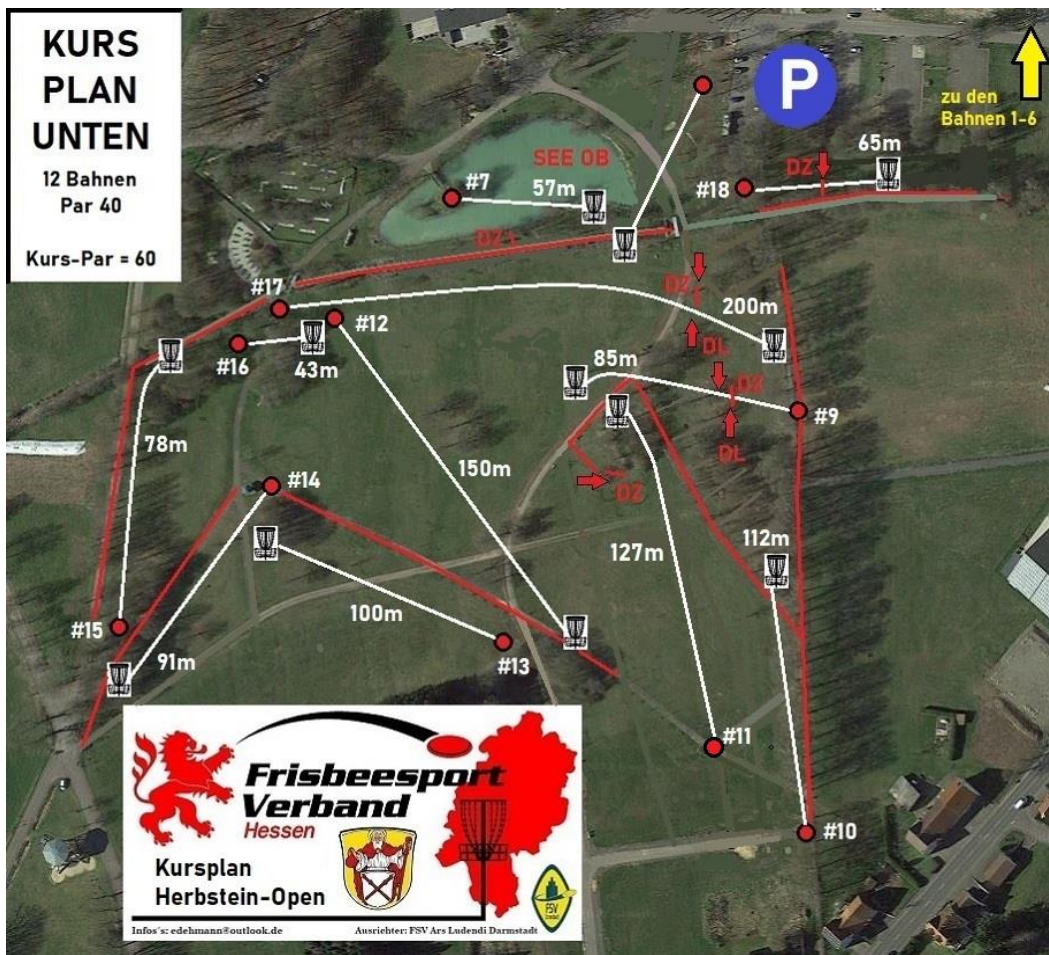 KURS
PLAN
UNTEN
12 Bahnen
Par 40
Kurs-Par = 60
P
zu den
Bahnen 1-6
SEE OB
#7
57m
DZ
#18
DZ
65m
#17
#12
#16
43m
DZ
DL
200m
85m
DZ
DL
#9
78m
#14
150m
DZ
127m
112m
#15
91m
100m
#13
#11
#10
Frisbeesport
Verband
Hessen
Kursplan
Herbstein-Open
FSV
Infos´s: edehmann@outlook.de
Ausrichter: FSV Ars Ludendi Darmstadt